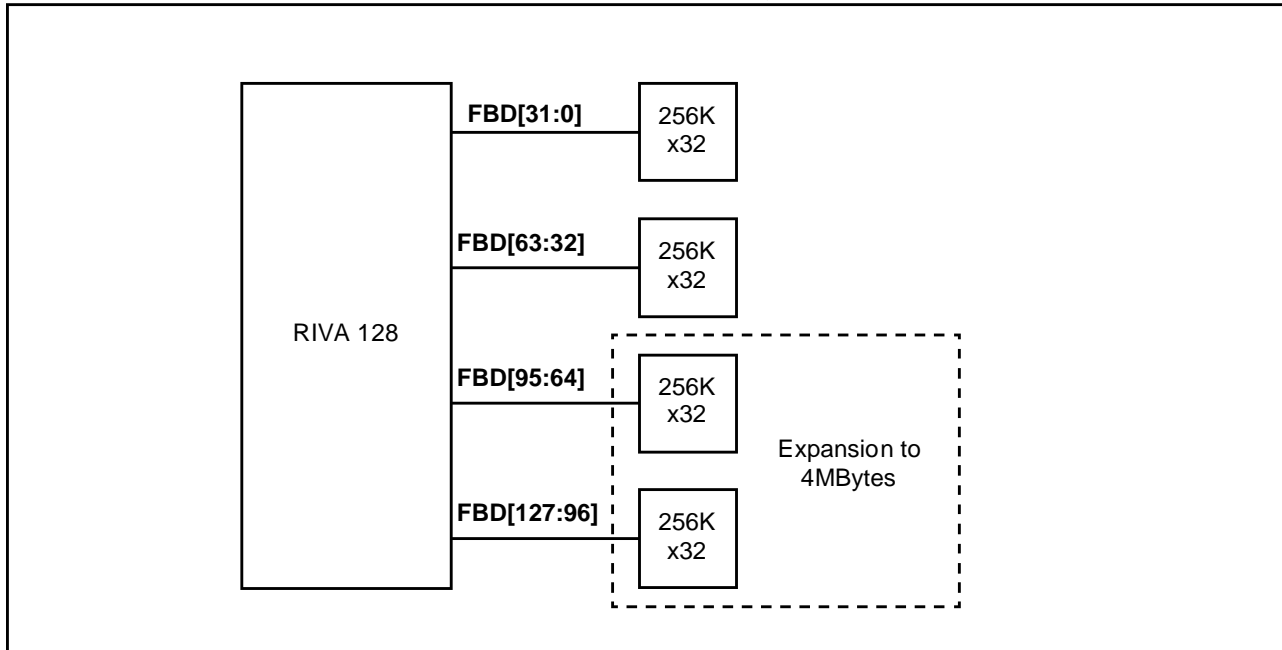 FBD[31:0]
256K
x32
FBD[63:32]
256K
x32
RIVA 128
FBD[95:64]
256K
x32
Expansion to
4MBytes
FBD[127:96]
256K
x32